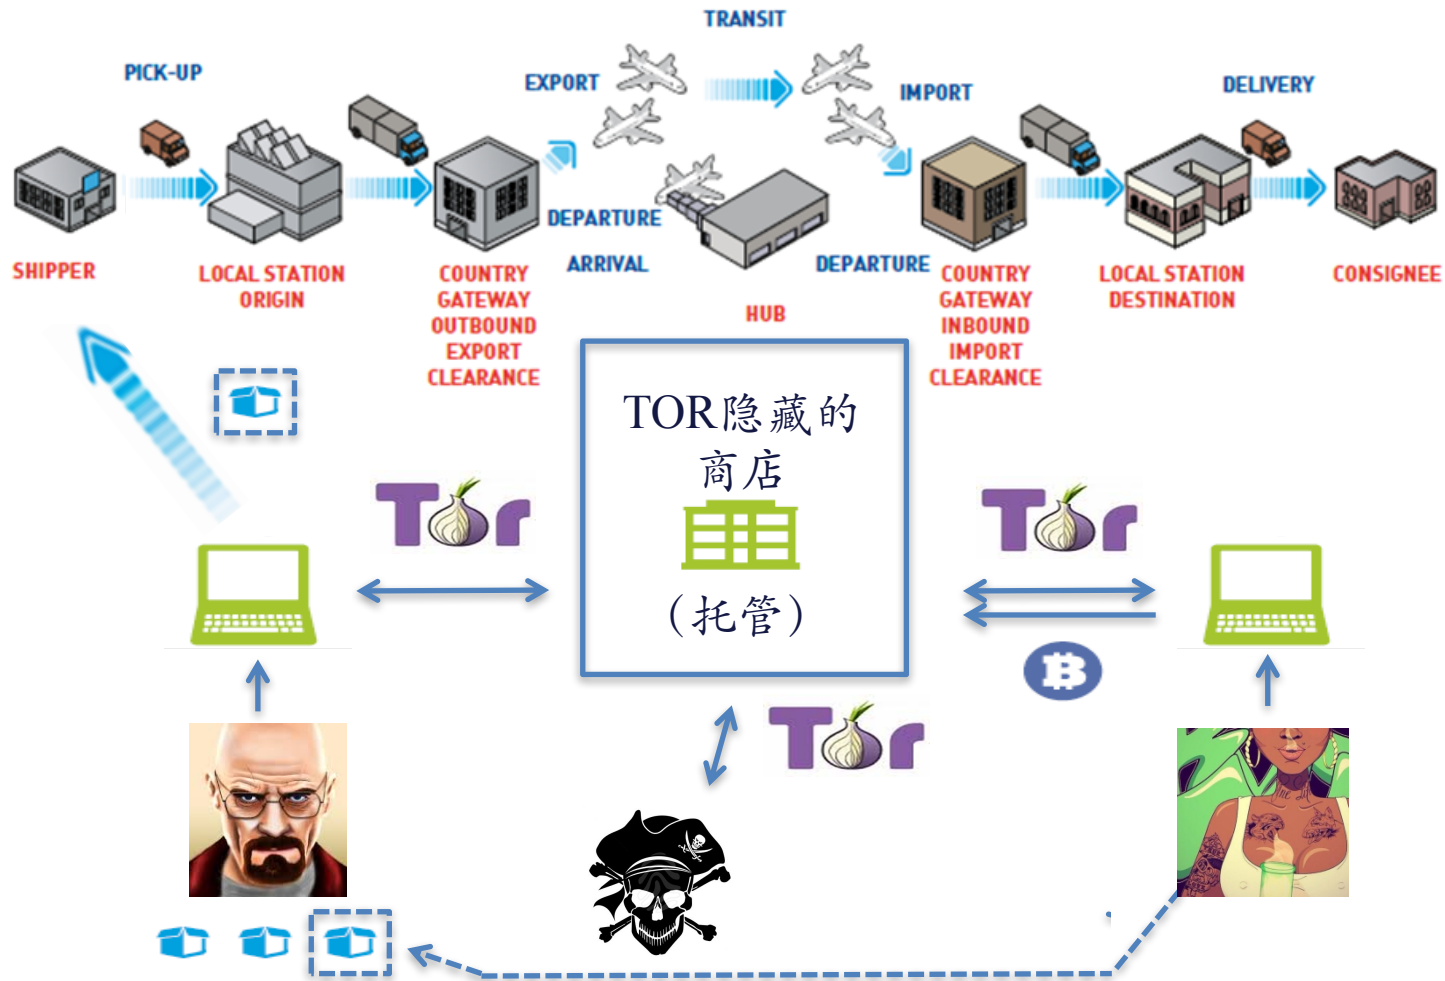 TRANSIT
PICK-UP
EXPORT
IMPORT
DELIVERY
DEPARTURE
ARRIVAL
DEPARTURE
SHIPPER
LOCAL STATION
ORIGIN
COUNTRY
GATEWAY
OUTBOUND
EXPORT
CLEARANCE
HUB
COUNTRY
GATEWAY
INBOUND
IMPORT
CLEARANCE
LOCAL STATION
DESTINATION
CONSIGNEE
TOR隐藏的
商店
（托管）
Tor
Tor
Tor